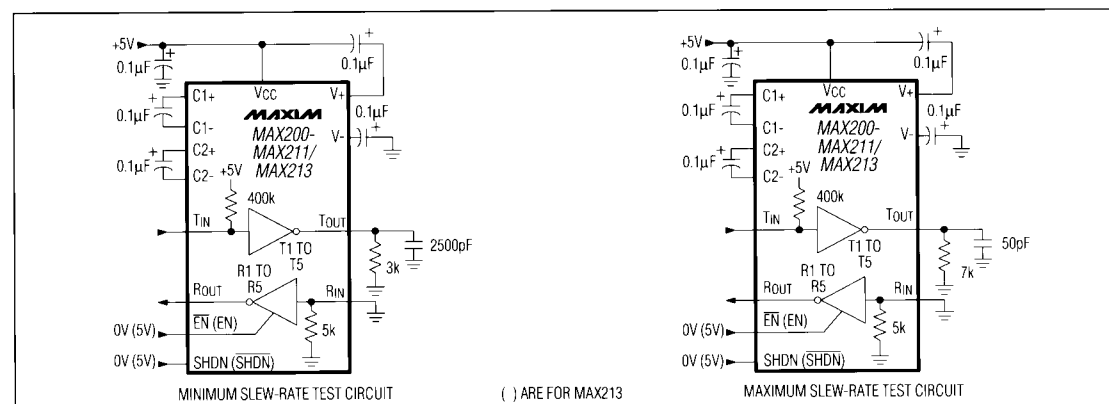 +5V
0.1µF
0.1µF
VCC
V+
C1+
0.1µF
C1-
C2+
0.1µF
C2-
0.1µF
V-
MAXIM
MAX200-
MAX211/
MAX213
+5V
400k
TIN
TOUT
T1 TO
T5
2500pF
3k
R1 TO
R5
ROUT
RIN
5k
0V (5V)
EN (EN)
0V (5V)
SHDN (SHDN)
MINIMUM SLEW-RATE TEST CIRCUIT
( ) ARE FOR MAX213
+5V
0.1µF
0.1µF
VCC
V+
C1+
0.1µF
C1-
C2+
0.1µF
C2-
0.1µF
V-
MAXIM
MAX200-
MAX211/
MAX213
+5V
400k
TIN
TOUT
T1 TO
T5
50pF
7k
R1 TO
R5
ROUT
RIN
5k
0V (5V)
EN (EN)
0V (5V)
SHDN (SHDN)
MAXIMUM SLEW-RATE TEST CIRCUIT